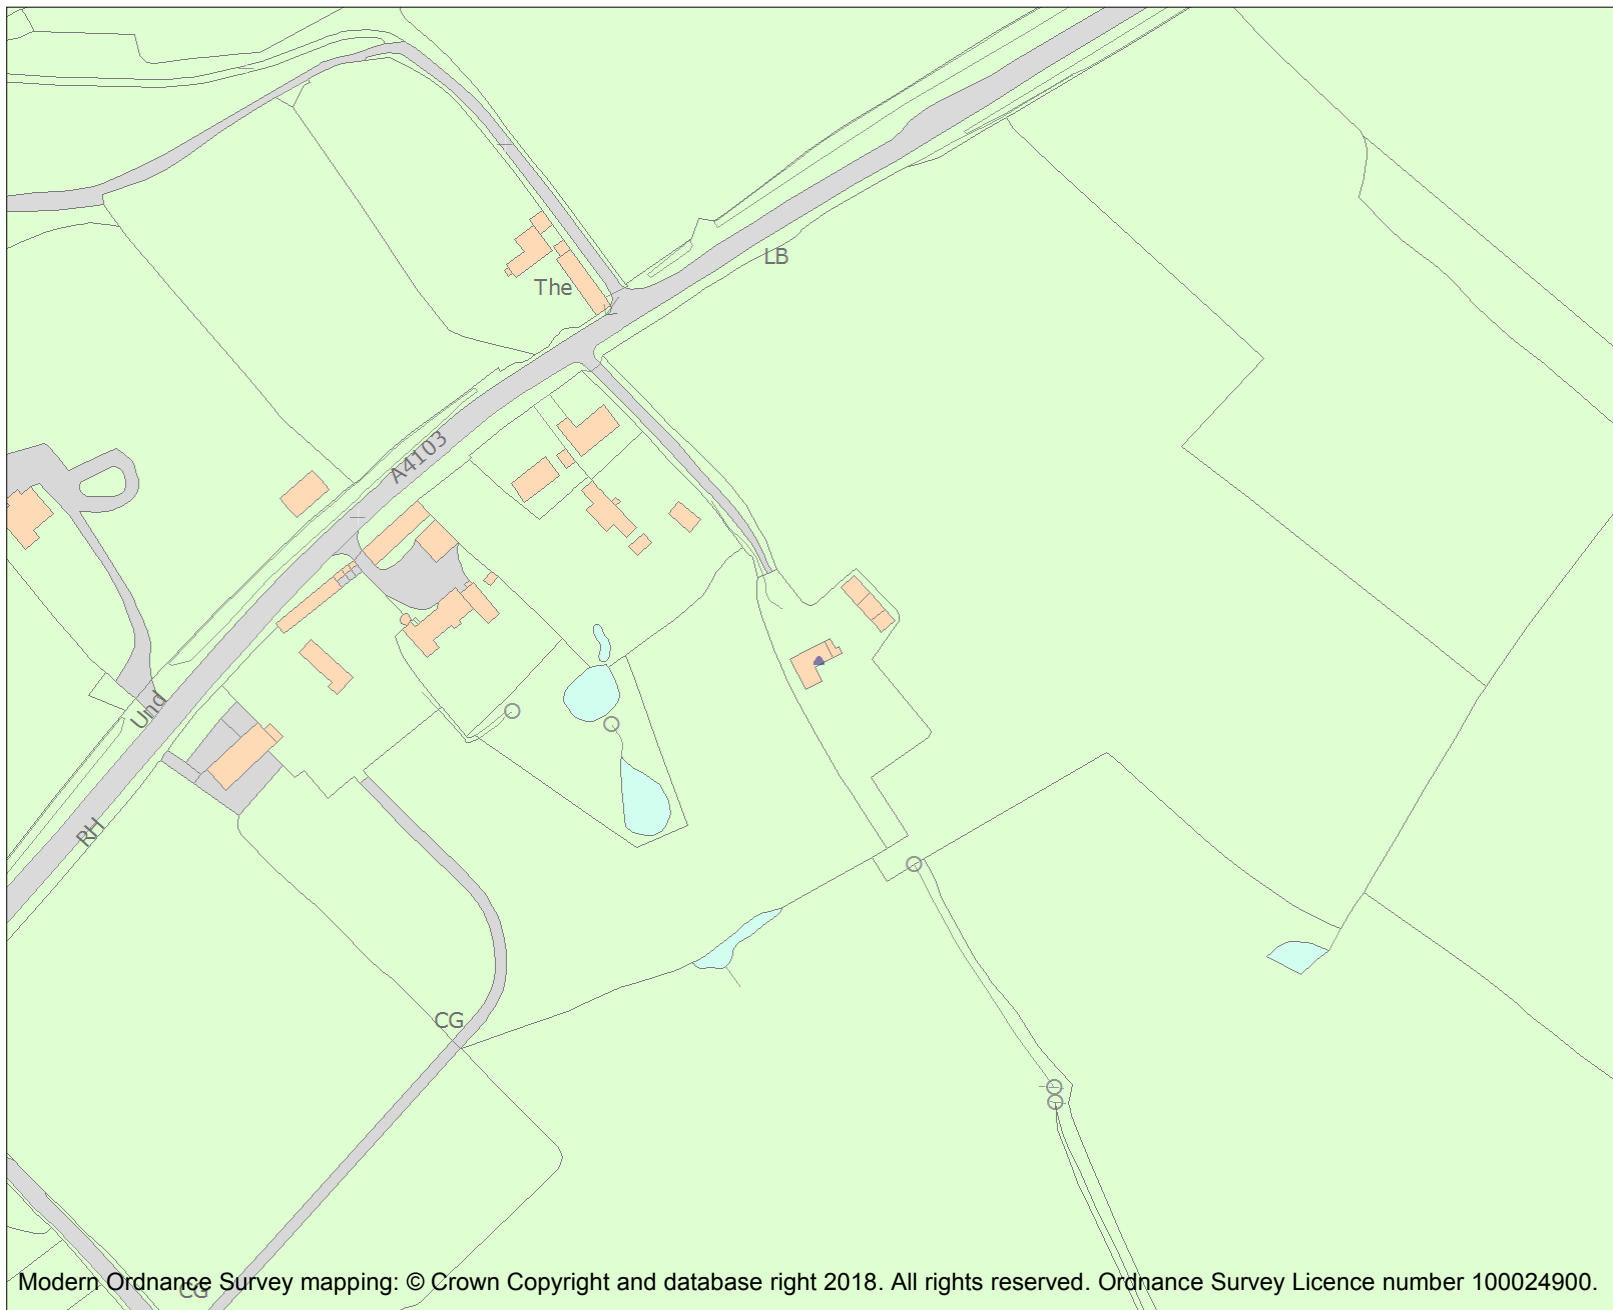 LB
The
A4103
Und
RH
CG
CG
Modern Ordnance Survey mapping: © Crown Copyright and database right 2018. All rights reserved. Ordnance Survey Licence number 100024900.